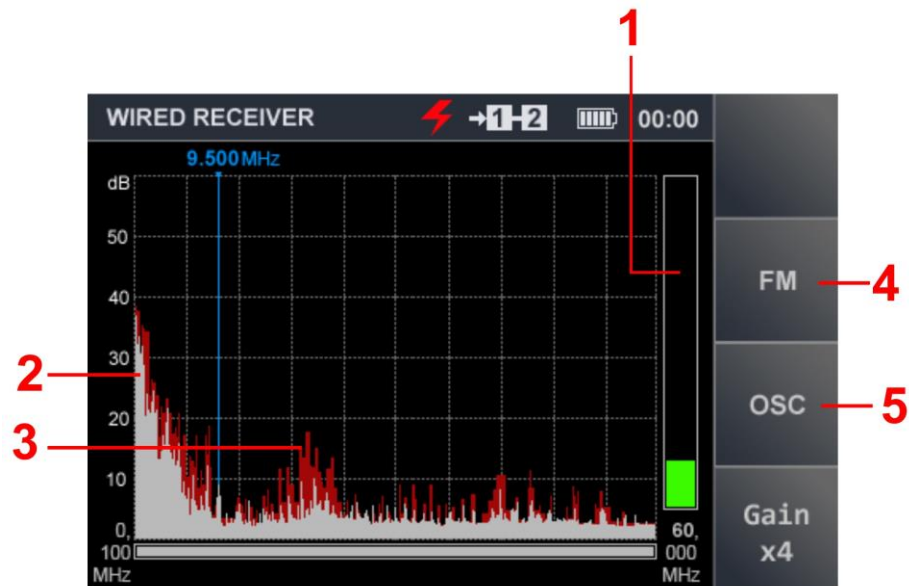 1
WIRED RECEIVER 1 2 00:00
9.500 MHz
dB
50
40
30
20
10
0,
100
MHz
60,
000
MHz
FM
OSC
Gain
x4
2
3
4
5